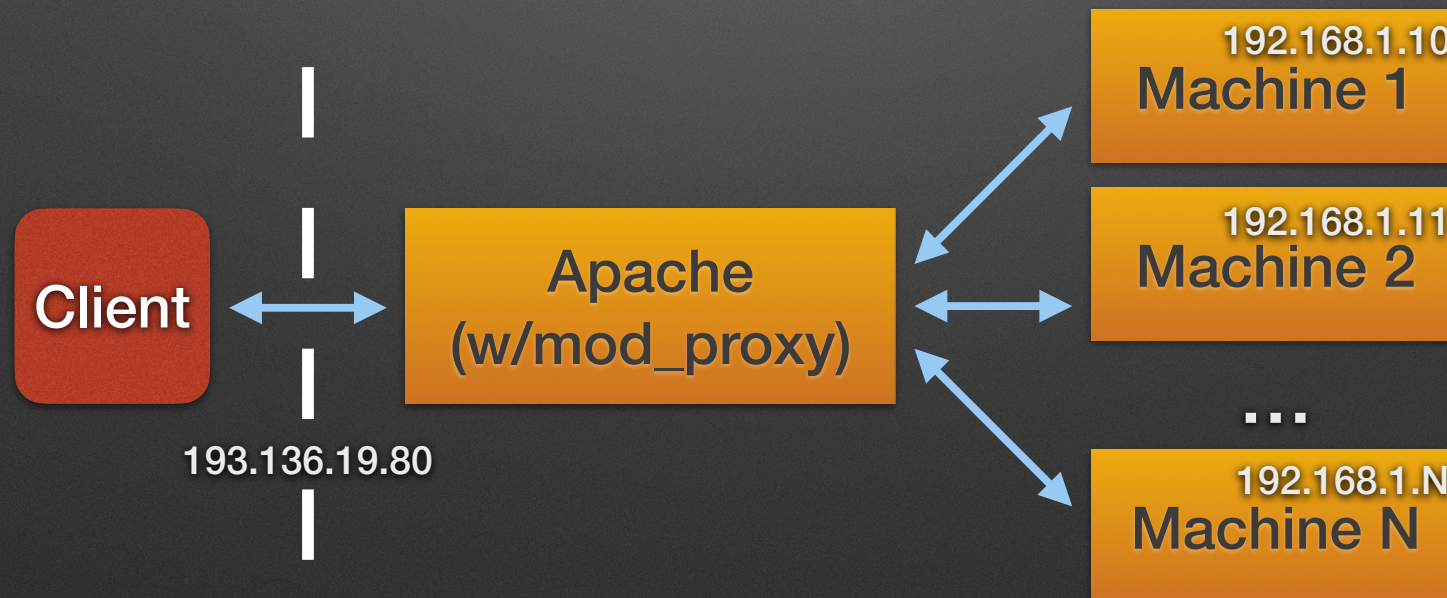 Client
193.136.19.80
Apache
(w/mod_proxy)
192.168.1.10
Machine 1
192.168.1.11
Machine 2
...
192.168.1.N
Machine N